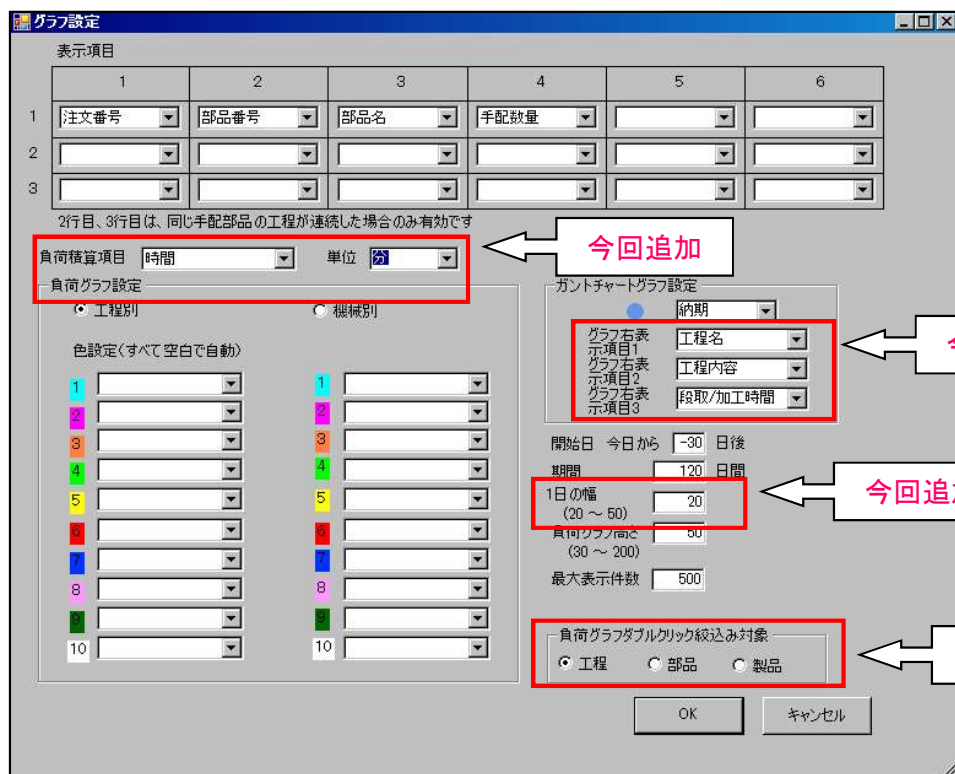 グラフ設定
表示項目
1 2 3 4 5 6
1 注文番号 部品番号 部品名 手配数量
2
3
2行目、3行目は、同じ手配部品の工程が連続した場合のみ有効です
今回追加
負荷積算項目 時間 単位 分
負荷グラフ設定
工程別 機械別
色設定(すべて空白で自動)
1 1
2 2
3 3
4 4
5 5
6 6
7 7
8 8
9 9
10 10
ガントチャートグラフ設定
納期
グラフ右表示項目1 工程名
グラフ右表示項目2 工程内容
グラフ右表示項目3 段取/加工時間
開始日 今日から -30 日後
期間 120 日間
1日の幅 20
(20 ~ 50)
今回追
負荷グラフ高さ 50
(30 ~ 200)
最大表示件数 500
負荷グラフダブルクリック絞込み対象
工程 部品 製品
OK キャンセル